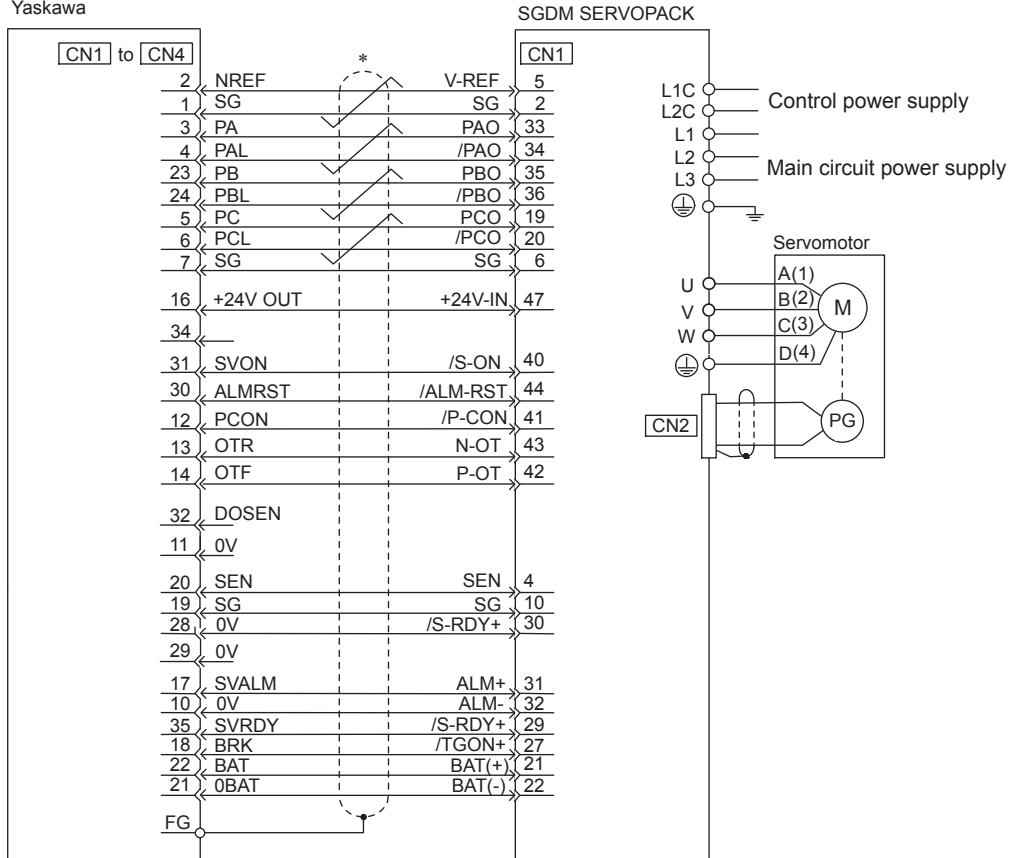 Yaskawa
SGDM SERVOPACK
CN1 to CN4
*
CN1
2 NREF V-REF 5
1 SG SG 2
3 PA PAO 33
4 PAL /PAO 34
23 PB PBO 35
24 PBL /PBO 36
5 PC PCO 19
6 PCL /PCO 20
7 SG SG 6
16 +24V OUT +24V-IN 47
34
31 SVON /S-ON 40
30 ALMRST /ALM-RST 44
12 PCON /P-CON 41
13 OTR N-OT 43
14 OTF P-OT 42
32 DOSEN
11 0V
20 SEN SEN 4
19 SG SG 10
28 0V /S-RDY+ 30
29 0V
17 SVALM ALM+ 31
10 0V ALM- 32
35 SVRDY /S-RDY+ 29
18 BRK /TGON+ 27
22 BAT BAT(+) 21
21 0BAT BAT(-) 22
FG
L1C
L2C
Control power supply
L1
L2
L3
Main circuit power supply
Servomotor
U A(1)
V B(2)
W C(3)
D(4)
M
CN2
PG